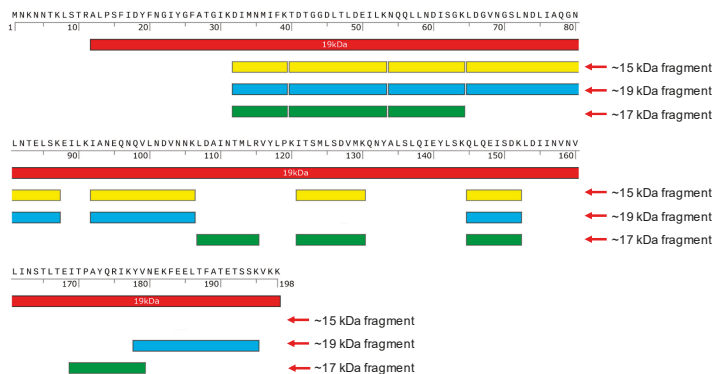 MNKNNTKLSTRALPSFIDYFNGIYGFATGIKDIMNMIFKTDTGGDLTLDEILKNQQLLNDISGKLDGVNGSLNDLIAQGN
1 10 20 30 40 50 60 70 80
19kDa
~15 kDa fragment
~19 kDa fragment
~17 kDa fragment
LNTELSKEILKIANEQNQVLNDVNNKLDAINTMLRVYLPKITSMLSDVMKQNYALSLQIEYLSKQLQEISDKLDIINVNV
90 100 110 120 130 140 150 160
19kDa
~15 kDa fragment
~19 kDa fragment
~17 kDa fragment
LINSTLTEITPAYQRIKYVNEKFEELTFATETSSKVKK
170 180 190 198
19kDa
~15 kDa fragment
~19 kDa fragment
~17 kDa fragment